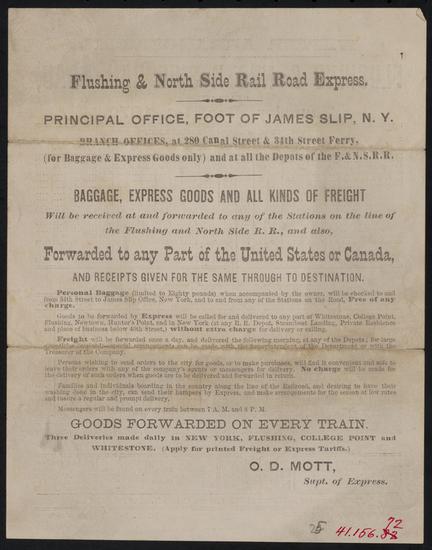 Flushing & North Side Rail Road Express.
PRINCIPAL OFFICE, FOOT OF JAMES SLIP, N. Y.
BRANCH OFFICES, at 280 Canal Street & 34th Street Ferry,
(for Baggage & Express Goods only) and at all the Depots of the F. & N. S. R. R.
BAGGAGE, EXPRESS GOODS AND ALL KINDS OF FREIGHT
Will be received at and forwarded to any of the Stations on the line of
the Flushing and North Side R. R., and also,
Forwarded to any Part of the United States or Canada,
AND RECEIPTS GIVEN FOR THE SAME THROUGH TO DESTINATION.
Personal Baggage (limited to Eighty pounds) when accompanied by the owner, will be checked to and
from 34th Street to James Slip Office, New York, and to and from any of the Stations on the Road, Free of any
charge.
Goods to be forwarded by Express will be called for and delivered to any part of Whitestone, College Point,
Flushing, Newtown, Hunter's Point, and in New York (at any R. R. Depot, Steamboat Landing, Private Residence
and place of business below 50th Street,) without extra charge for delivery or calling.
Freight will be forwarded once a day, and delivered the following morning, at any of the Depots; for large
quantities special arrangements can be made with the Superintendent of the Department or with the
Treasurer of the Company.
Persons wishing to send orders to the city for goods, or to make purchases, will find it convenient and safe to
leave their orders with any of the company's agents or messengers for delivery. No charge will be made for
the delivery of such orders when goods are to be delivered and forwarded in return.
Families and individuals boarding in the country along the line of the Railroad, and desiring to have their
washing done in the city, can send their hampers by Express, and make arrangements for the season at low rates
and insure a regular and prompt delivery.
Messengers will be found on every train between 7 A. M. and 8 P. M.
GOODS FORWARDED ON EVERY TRAIN.
Three Deliveries made daily in NEW YORK, FLUSHING, COLLEGE POINT and
WHITESTONE. (Apply for printed Freight or Express Tariffs.)
O. D. MOTT,
Supt. of Express.
72
41.156.